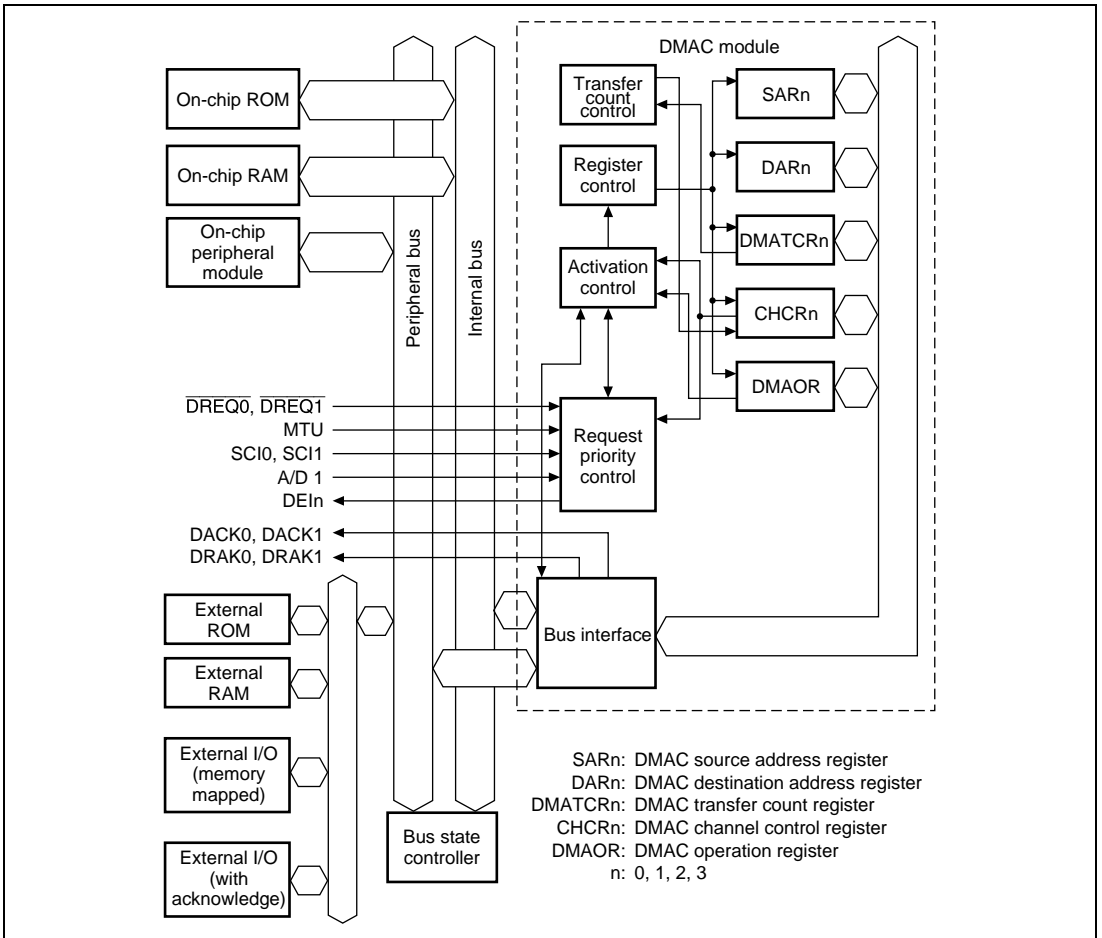 DMAC module
On-chip ROM
Transfer
count
control
SARn
On-chip RAM
Register
control
DARn
On-chip
peripheral
module
Peripheral bus
Internal bus
Activation
control
DMATCRn
CHCRn
DMAOR
DREQ0, DREQ1
MTU
SCI0, SCI1
A/D 1
DEIn
Request
priority
control
DACK0, DACK1
DRAK0, DRAK1
External
ROM
Bus interface
External
RAM
External I/O
(memory
mapped)
External I/O
(with
acknowledge)
Bus state
controller
SARn: DMAC source address register
DARn: DMAC destination address register
DMATCRn: DMAC transfer count register
CHCRn: DMAC channel control register
DMAOR: DMAC operation register
n: 0, 1, 2, 3